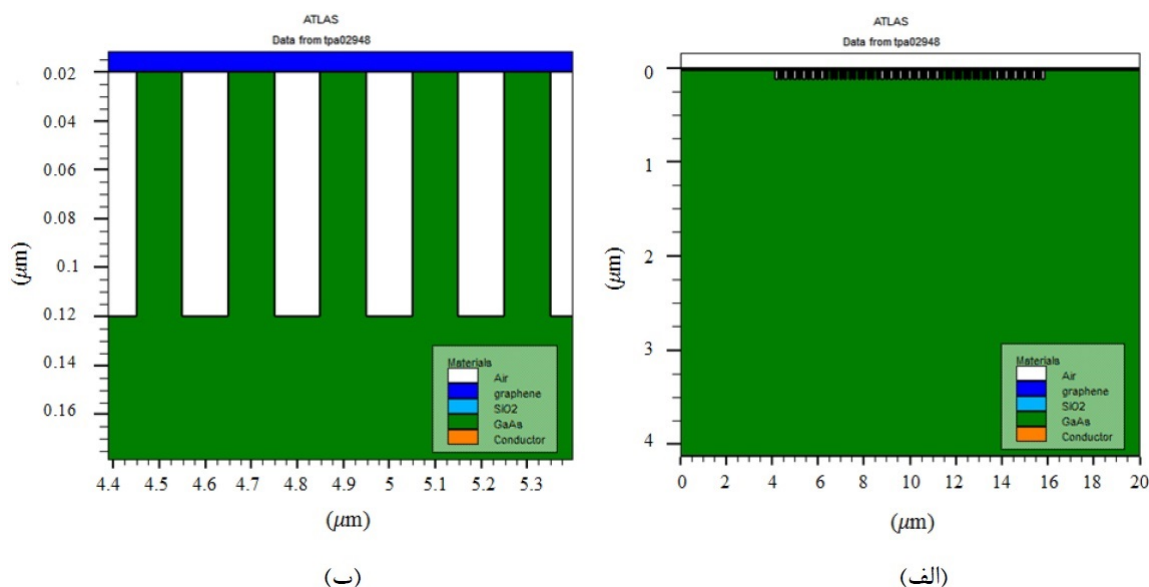 ATLAS
Data from tpa02948
0.02
0.04
0.06
0.08
0.1
0.12
0.14
0.16
(μm)
Materials
Air
graphene
SiO2
GaAs
Conductor
4.4 4.5 4.6 4.7 4.8 4.9 5 5.1 5.2 5.3
(μm)
(ب)
ATLAS
Data from tpa02948
0
1
2
3
4
(μm)
Materials
Air
graphene
SiO2
GaAs
Conductor
0 2 4 6 8 10 12 14 16 18 20
(μm)
(الف)